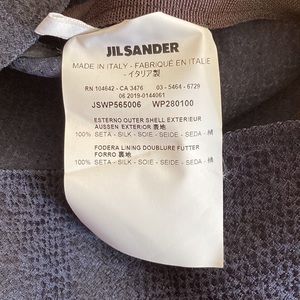 JIL SANDER
MADE IN ITALY - FABRIQUÉ EN ITALIE
- イタリア製
RN 104642 - CA 3476 03 - 5464 - 6729
06 2019-0144061
JSWP565006 WP280100
ESTERNO OUTER SHELL EXTERIEUR
AUSSEN EXTERIOR 表地
100% SETA - SILK - SOIE - SEIDE - SEDA - 絹
FODERA LINING DOUBLURE FUTTER
FORRO 裏地
100% SETA - SILK - SOIE - SEIDE - SEDA - 絹